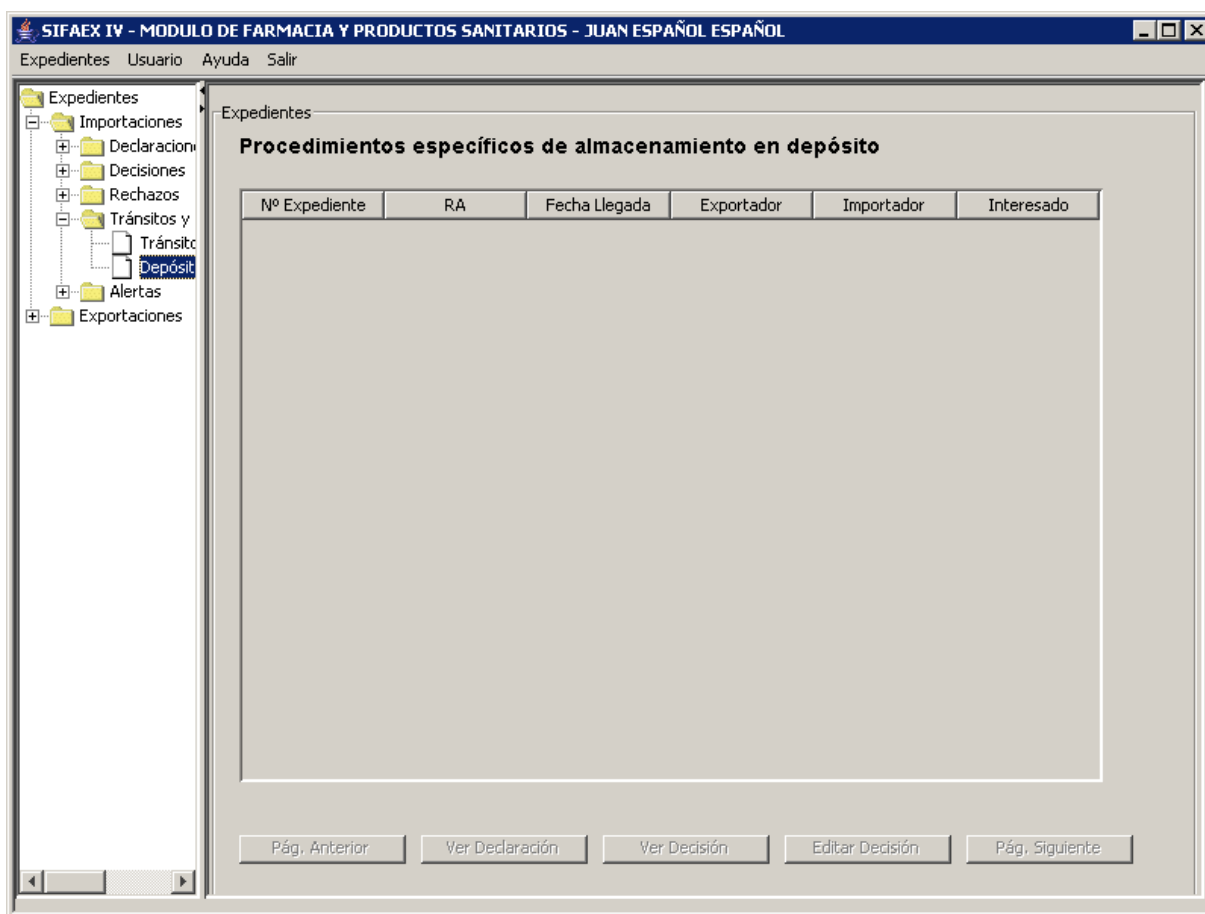 SIFAEX IV - MODULO DE FARMACIA Y PRODUCTOS SANITARIOS - JUAN ESPAÑOL ESPAÑOL
Expedientes Usuario Ayuda Salir
Expedientes
Importaciones
Declaracion
Decisiones
Rechazos
Tránsitos y
Tránsito
Depósit
Alertas
Exportaciones
Expedientes
Procedimientos específicos de almacenamiento en depósito
Nº Expediente RA Fecha Llegada Exportador Importador Interesado
Pág. Anterior Ver Declaración Ver Decisión Editar Decisión Pág. Siguiente